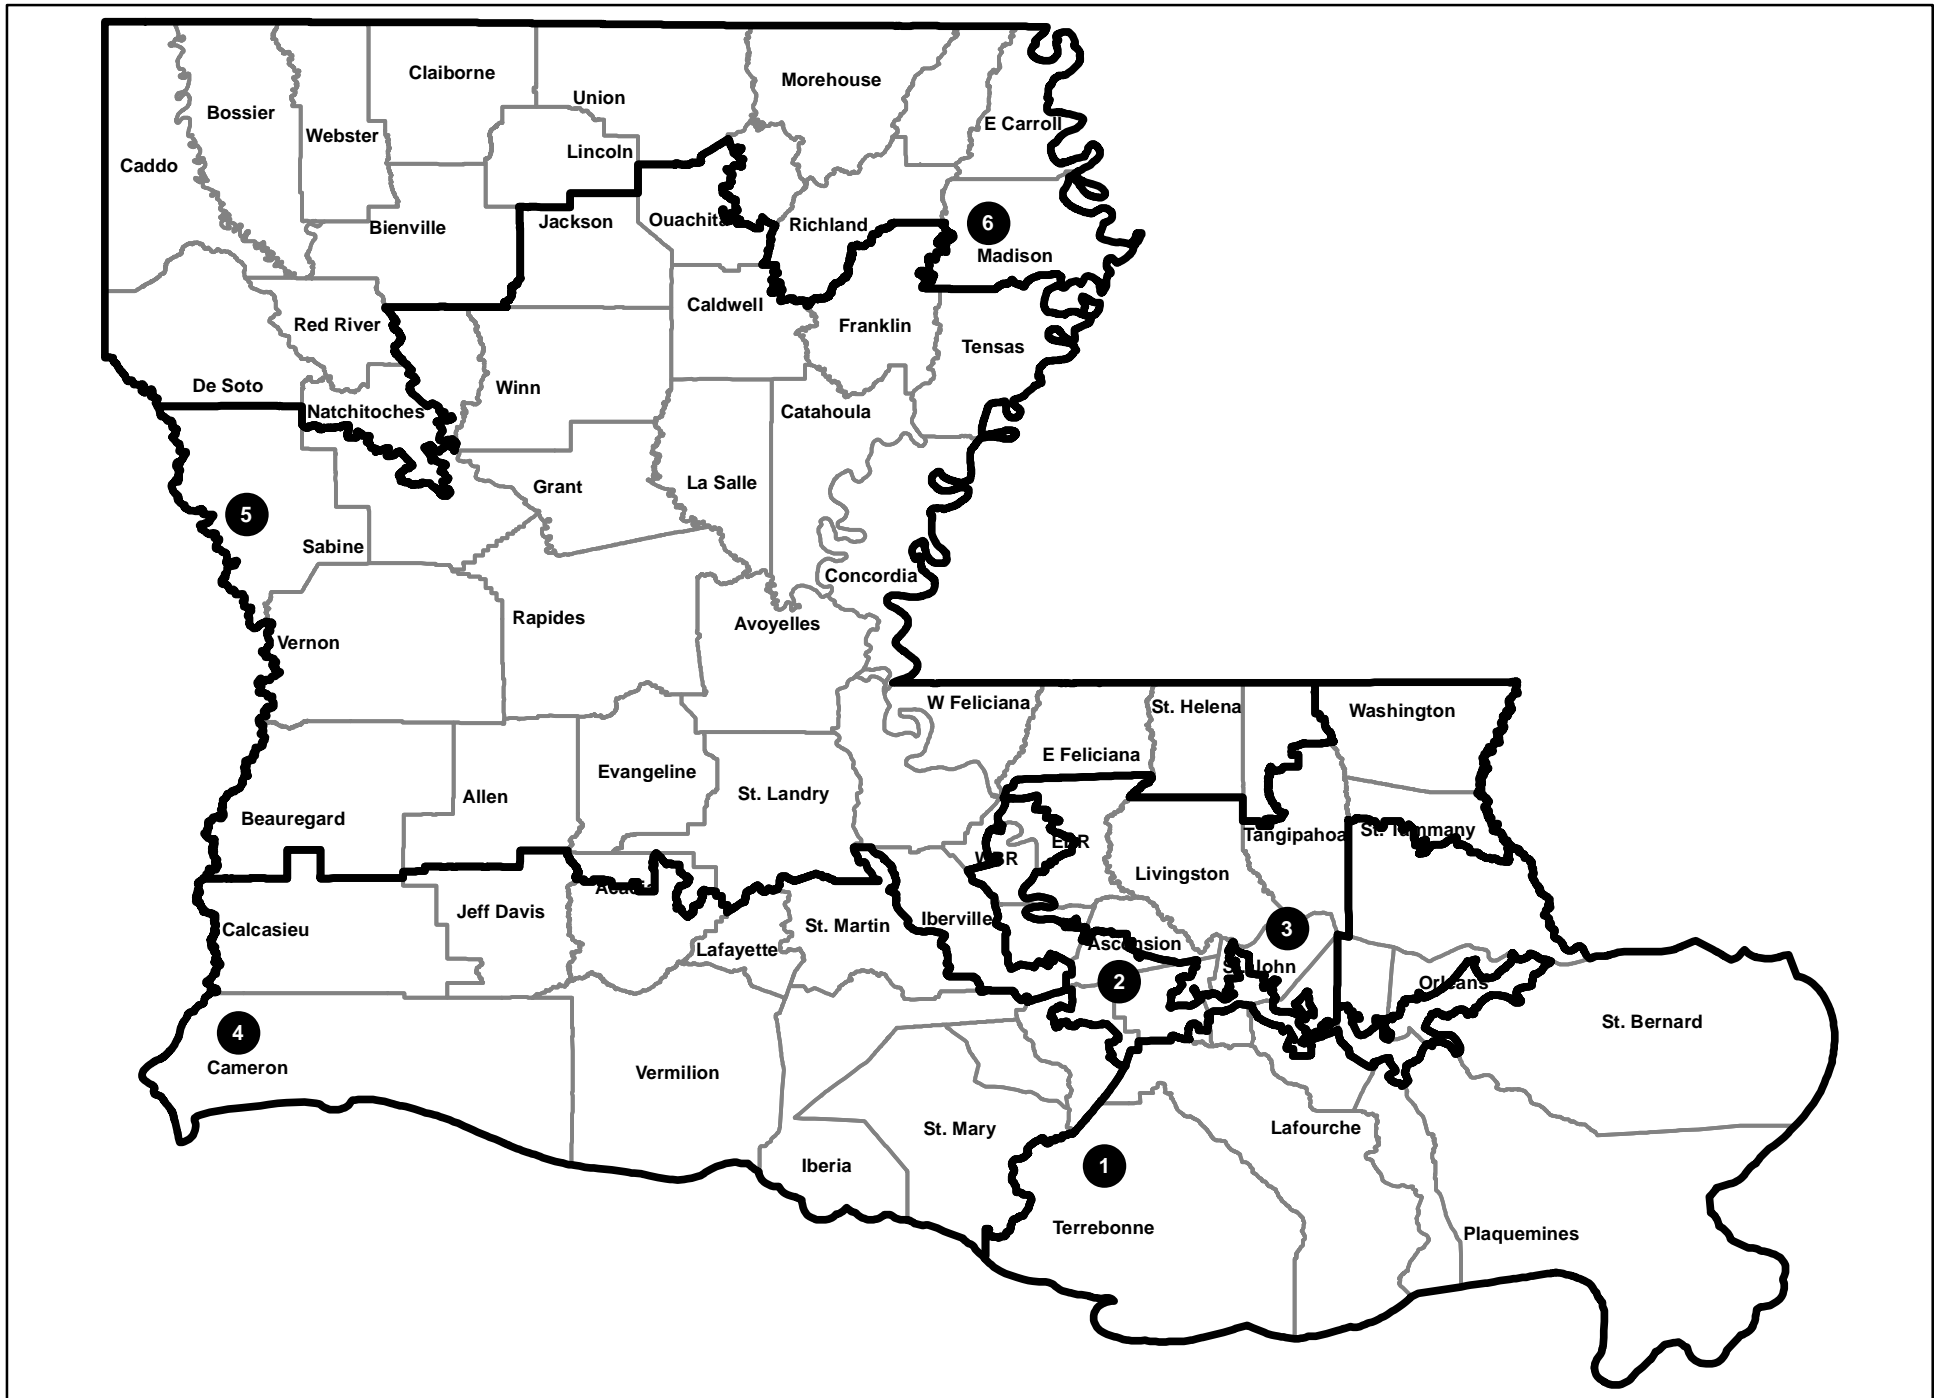 Claiborne
Morehouse
Union
Bossier
E Carroll
Webster
Lincoln
Caddo
Ouachita
Jackson
Richland
6
Bienville
Madison
Caldwell
Red River
Franklin
Tensas
De Soto
Winn
Natchitoches
Catahoula
La Salle
Grant
5
Sabine
Concordia
Rapides
Avoyelles
Vernon
W Feliciana
St. Helena
Washington
E Feliciana
Evangeline
St. Landry
Allen
Beauregard
St. Tammany
Tangipahoa
EBR
WBR
Livingston
Acadia
Jeff Davis
Iberville
St. Martin
Calcasieu
3
Ascension
Lafayette
St. John
2
Orleans
St. Bernard
4
Cameron
Vermilion
St. Mary
Lafourche
Iberia
1
Terrebonne
Plaquemines